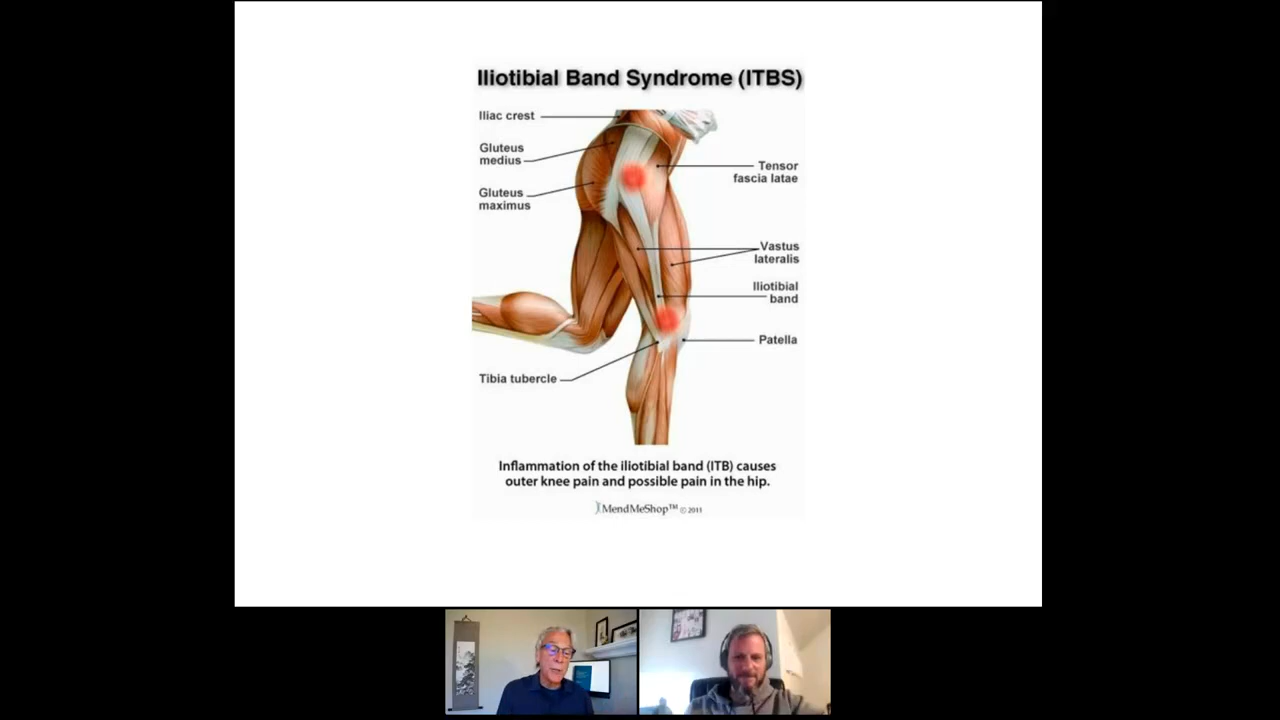 Iliotibial Band Syndrome (ITBS)
Iliac crest
Gluteus
medius
Gluteus
maximus
Tensor
fascia latae
Vastus
lateralis
Iliotibial
band
Patella
Tibia tubercle
Inflammation of the iliotibial band (ITB) causes
outer knee pain and possible pain in the hip.
MendMeShop™ © 2011